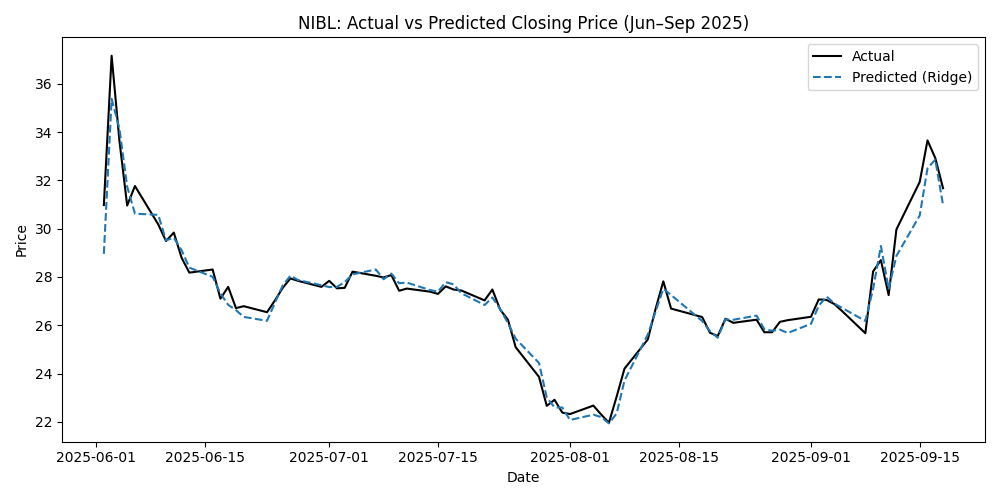 NIBL: Actual vs Predicted Closing Price (Jun–Sep 2025)
Actual
Predicted (Ridge)
Price
36
34
32
30
28
26
24
22
2025-06-01 2025-06-15 2025-07-01 2025-07-15 2025-08-01 2025-08-15 2025-09-01 2025-09-15
Date